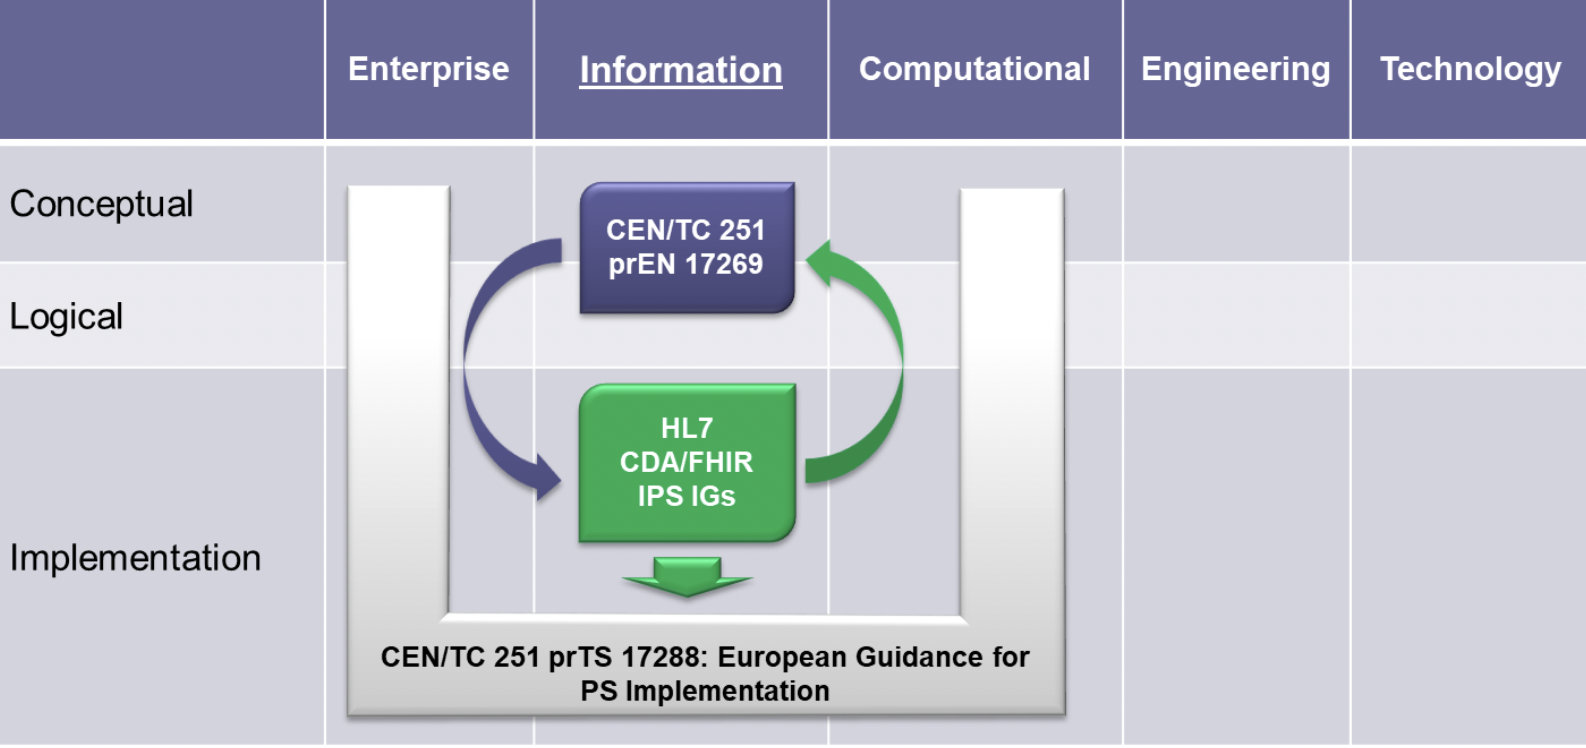 Enterprise
Information
Computational
Engineering
Technology
Conceptual
CEN/TC 251
prEN 17269
Logical
HL7
CDA/FHIR
IPS IGs
Implementation
CEN/TC 251 prTS 17288: European Guidance for
PS Implementation